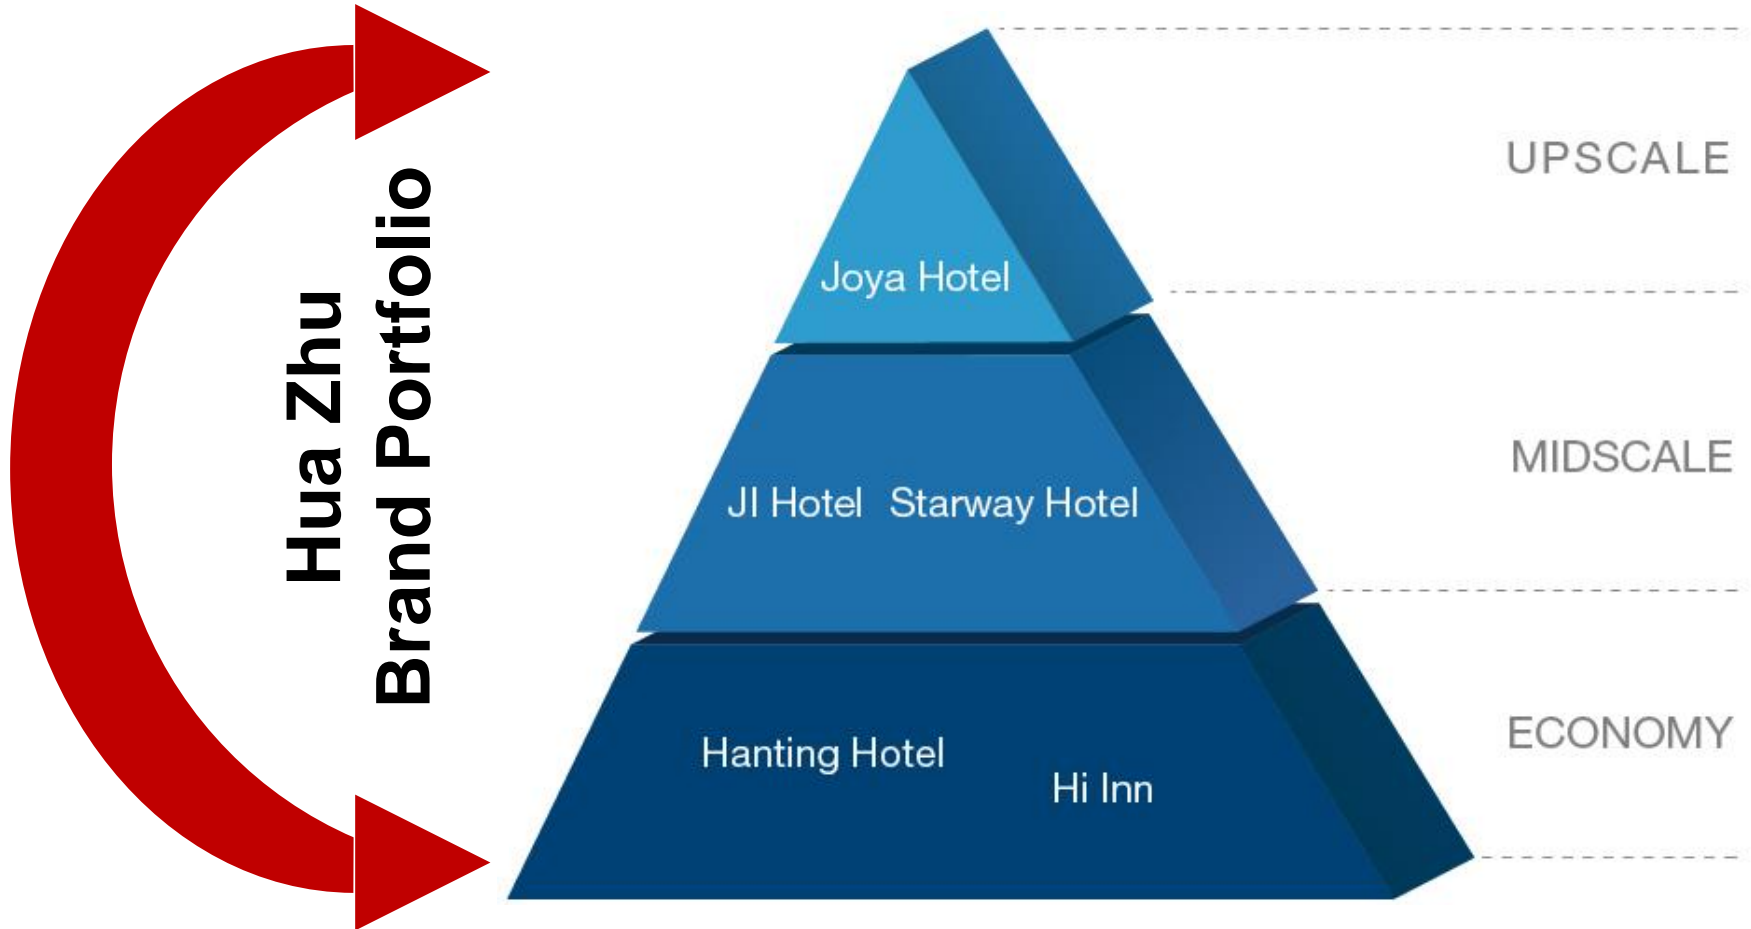 Hua Zhu
Brand Portfolio
UPSCALE
Joya Hotel
MIDSCALE
JI Hotel Starway Hotel
ECONOMY
Hanting Hotel
Hi Inn